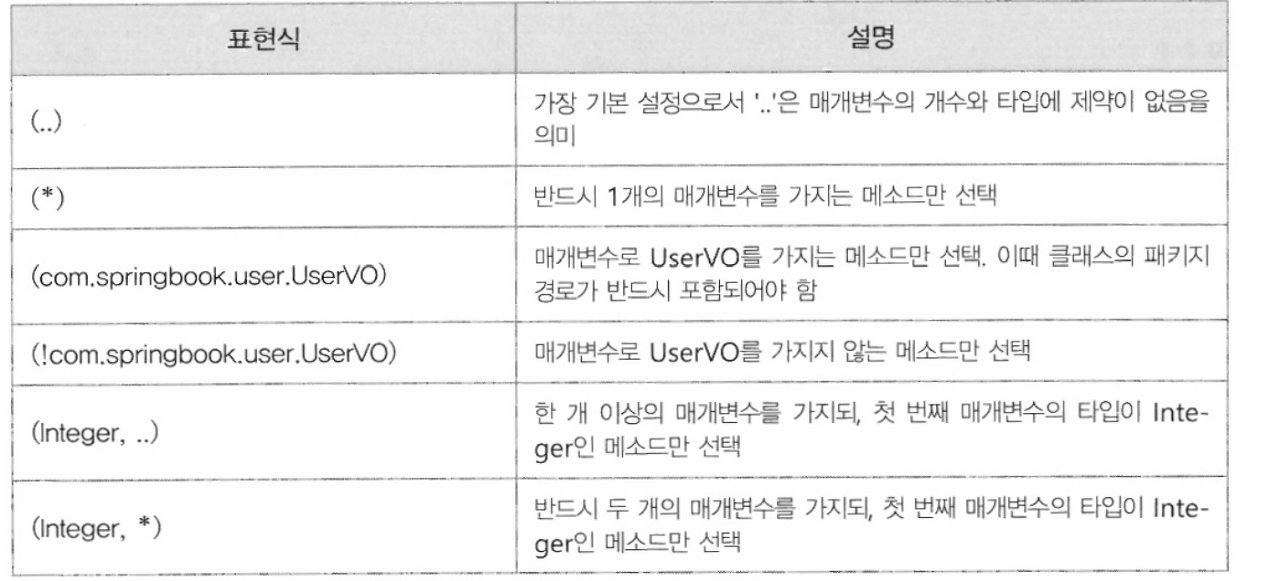 표현식
설명
(..)
가장 기본 설정으로서 '..'은 매개변수의 개수와 타입에 제약이 없음을
의미
(*)
반드시 1개의 매개변수를 가지는 메소드만 선택
(com.springbook.user.UserVO)
매개변수로 UserVO를 가지는 메소드만 선택. 이때 클래스의 패키지
경로가 반드시 포함되어야 함
(!com.springbook.user.UserVO)
매개변수로 UserVO를 가지지 않는 메소드만 선택
(Integer, ..)
한 개 이상의 매개변수를 가지되, 첫 번째 매개변수의 타입이 Inte-
ger인 메소드만 선택
(Integer, *)
반드시 두 개의 매개변수를 가지되, 첫 번째 매개변수의 타입이 Inte-
ger인 메소드만 선택